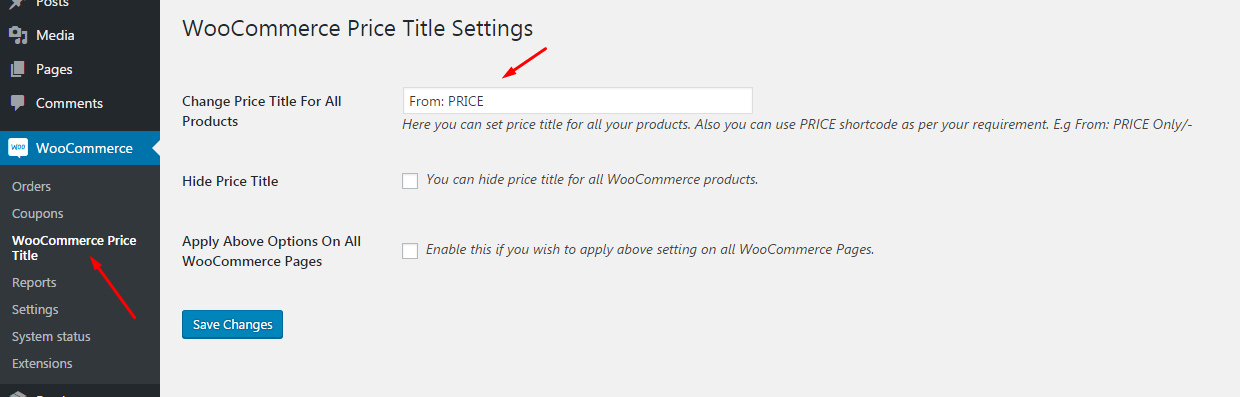 Posts
Media
Pages
Comments
WOO
WooCommerce
Orders
Coupons
WooCommerce Price
Title
Reports
Settings
System status
Extensions
WooCommerce Price Title Settings
Change Price Title For All
Products
From: PRICE
Here you can set price title for all your products. Also you can use PRICE shortcode as per your requirement. E.g From: PRICE Only/-
Hide Price Title
You can hide price title for all WooCommerce products.
Apply Above Options On All
WooCommerce Pages
Enable this if you wish to apply above setting on all WooCommerce Pages.
Save Changes